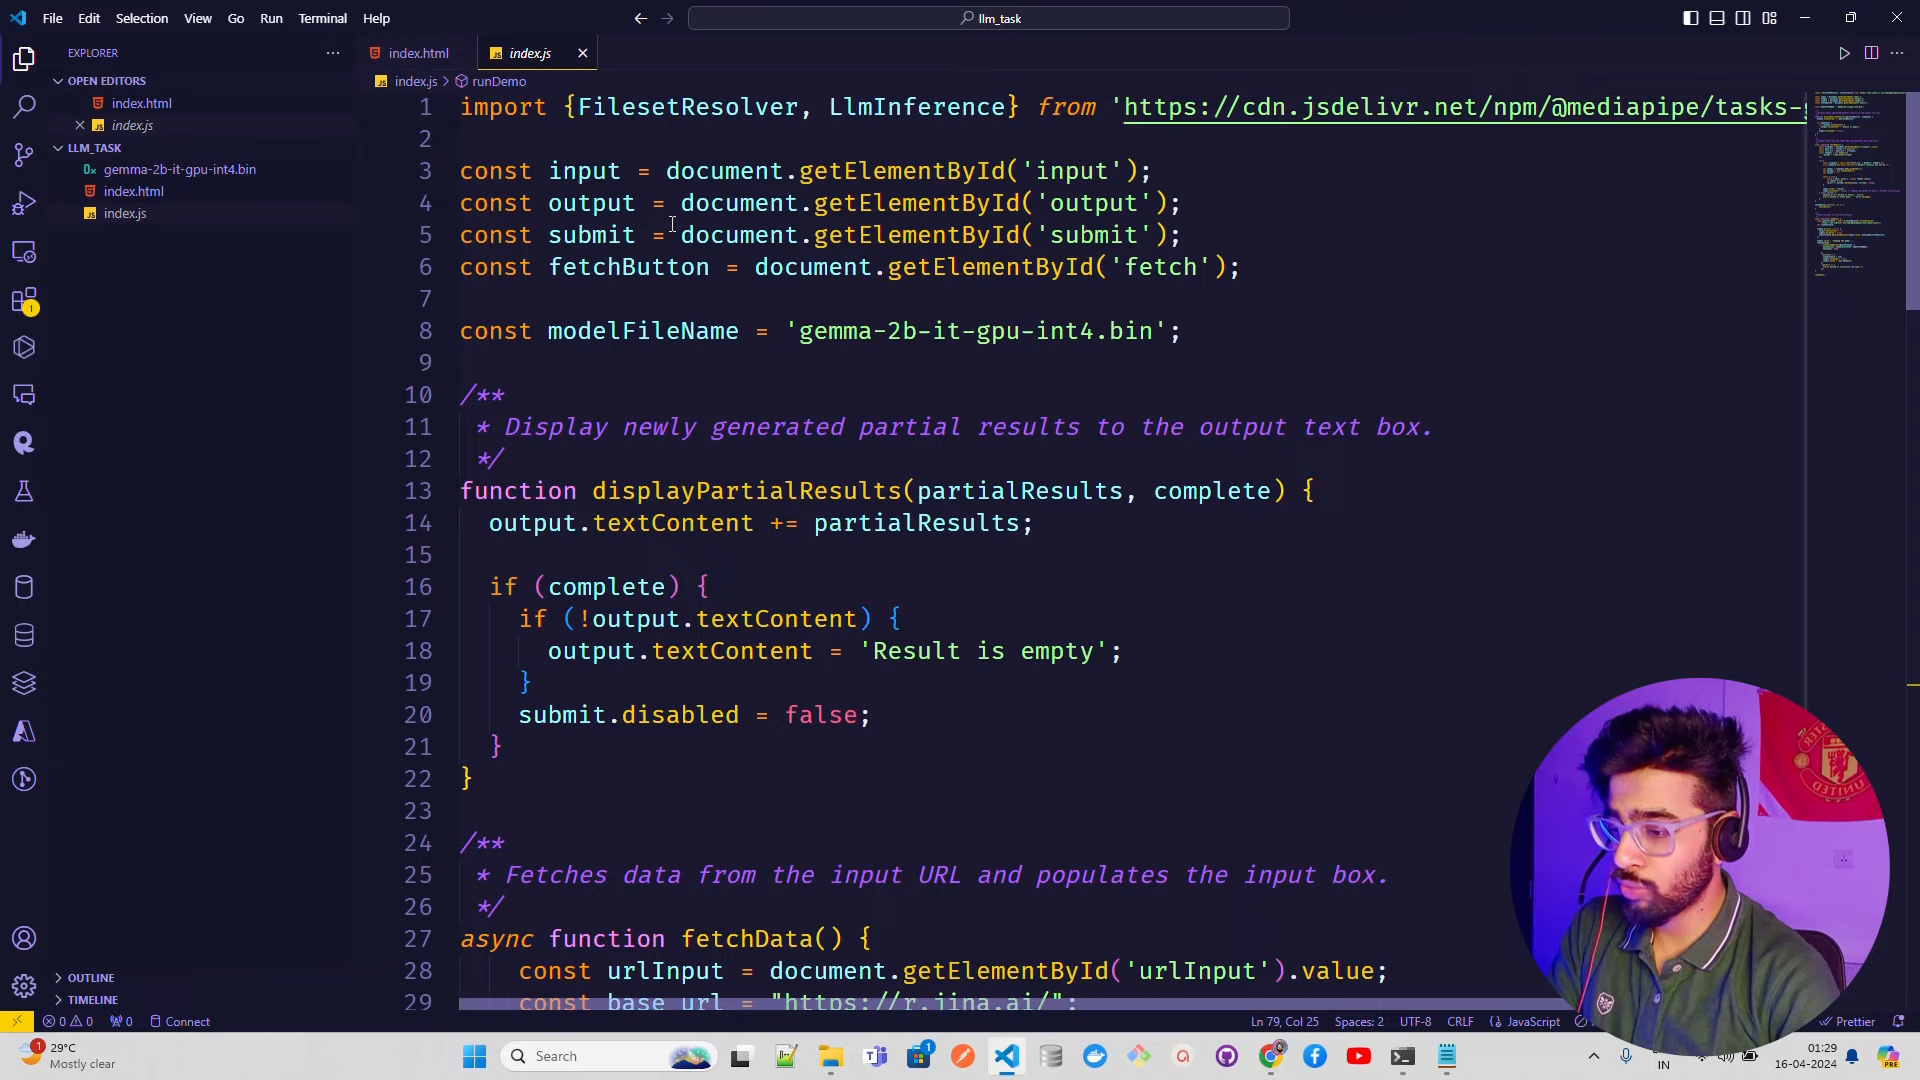 File Edit Selection View Go Run Terminal Help
llm_task
EXPLORER
OPEN EDITORS
index.html
index.js
LLM_TASK
gemma-2b-it-gpu-int4.bin
index.html
index.js
OUTLINE
TIMELINE
index.html
index.js
index.js > runDemo
1 import {FilesetResolver, LlmInference} from 'https://cdn.jsdelivr.net/npm/@mediapipe/tasks-
2
3 const input = document.getElementById('input');
4 const output = document.getElementById('output');
5 const submit = document.getElementById('submit');
6 const fetchButton = document.getElementById('fetch');
7
8 const modelFileName = 'gemma-2b-it-gpu-int4.bin';
9
10 /**
11 * Display newly generated partial results to the output text box.
12 */
13 function displayPartialResults(partialResults, complete) {
14 output.textContent += partialResults;
15
16 if (complete) {
17 if (!output.textContent) {
18 output.textContent = 'Result is empty';
19 }
20 submit.disabled = false;
21 }
22 }
23
24 /**
25 * Fetches data from the input URL and populates the input box.
26 */
27 async function fetchData() {
28 const urlInput = document.getElementById('urlInput').value;
29 const base_url = "https://r.jina.ai/";
0 0 0 Connect
Ln 79, Col 25 Spaces: 2 UTF-8 CRLF {} JavaScript
Prettier
29°C
Mostly clear
Search
IN
01:29
16-04-2024
UNITED